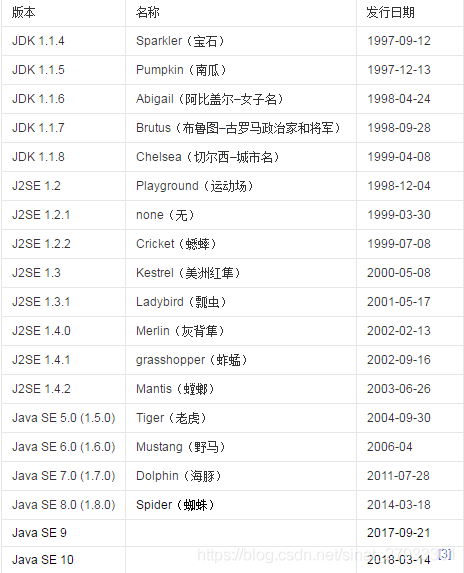 版本 名称 发行日期
JDK 1.1.4 Sparkler（宝石） 1997-09-12
JDK 1.1.5 Pumpkin（南瓜） 1997-12-13
JDK 1.1.6 Abigail（阿比盖尔–女子名） 1998-04-24
JDK 1.1.7 Brutus（布鲁图–古罗马政治家和将军） 1998-09-28
JDK 1.1.8 Chelsea（切尔西–城市名） 1999-04-08
J2SE 1.2 Playground（运动场） 1998-12-04
J2SE 1.2.1 none（无） 1999-03-30
J2SE 1.2.2 Cricket（蟋蟀） 1999-07-08
J2SE 1.3 Kestrel（美洲红隼） 2000-05-08
J2SE 1.3.1 Ladybird（瓢虫） 2001-05-17
J2SE 1.4.0 Merlin（灰背隼） 2002-02-13
J2SE 1.4.1 grasshopper（蚱蜢） 2002-09-16
J2SE 1.4.2 Mantis（螳螂） 2003-06-26
Java SE 5.0 (1.5.0) Tiger（老虎） 2004-09-30
Java SE 6.0 (1.6.0) Mustang（野马） 2006-04
Java SE 7.0 (1.7.0) Dolphin（海豚） 2011-07-28
Java SE 8.0 (1.8.0) Spider（蜘蛛） 2014-03-18
Java SE 9 2017-09-21
Java SE 10 2018-03-14 [3]